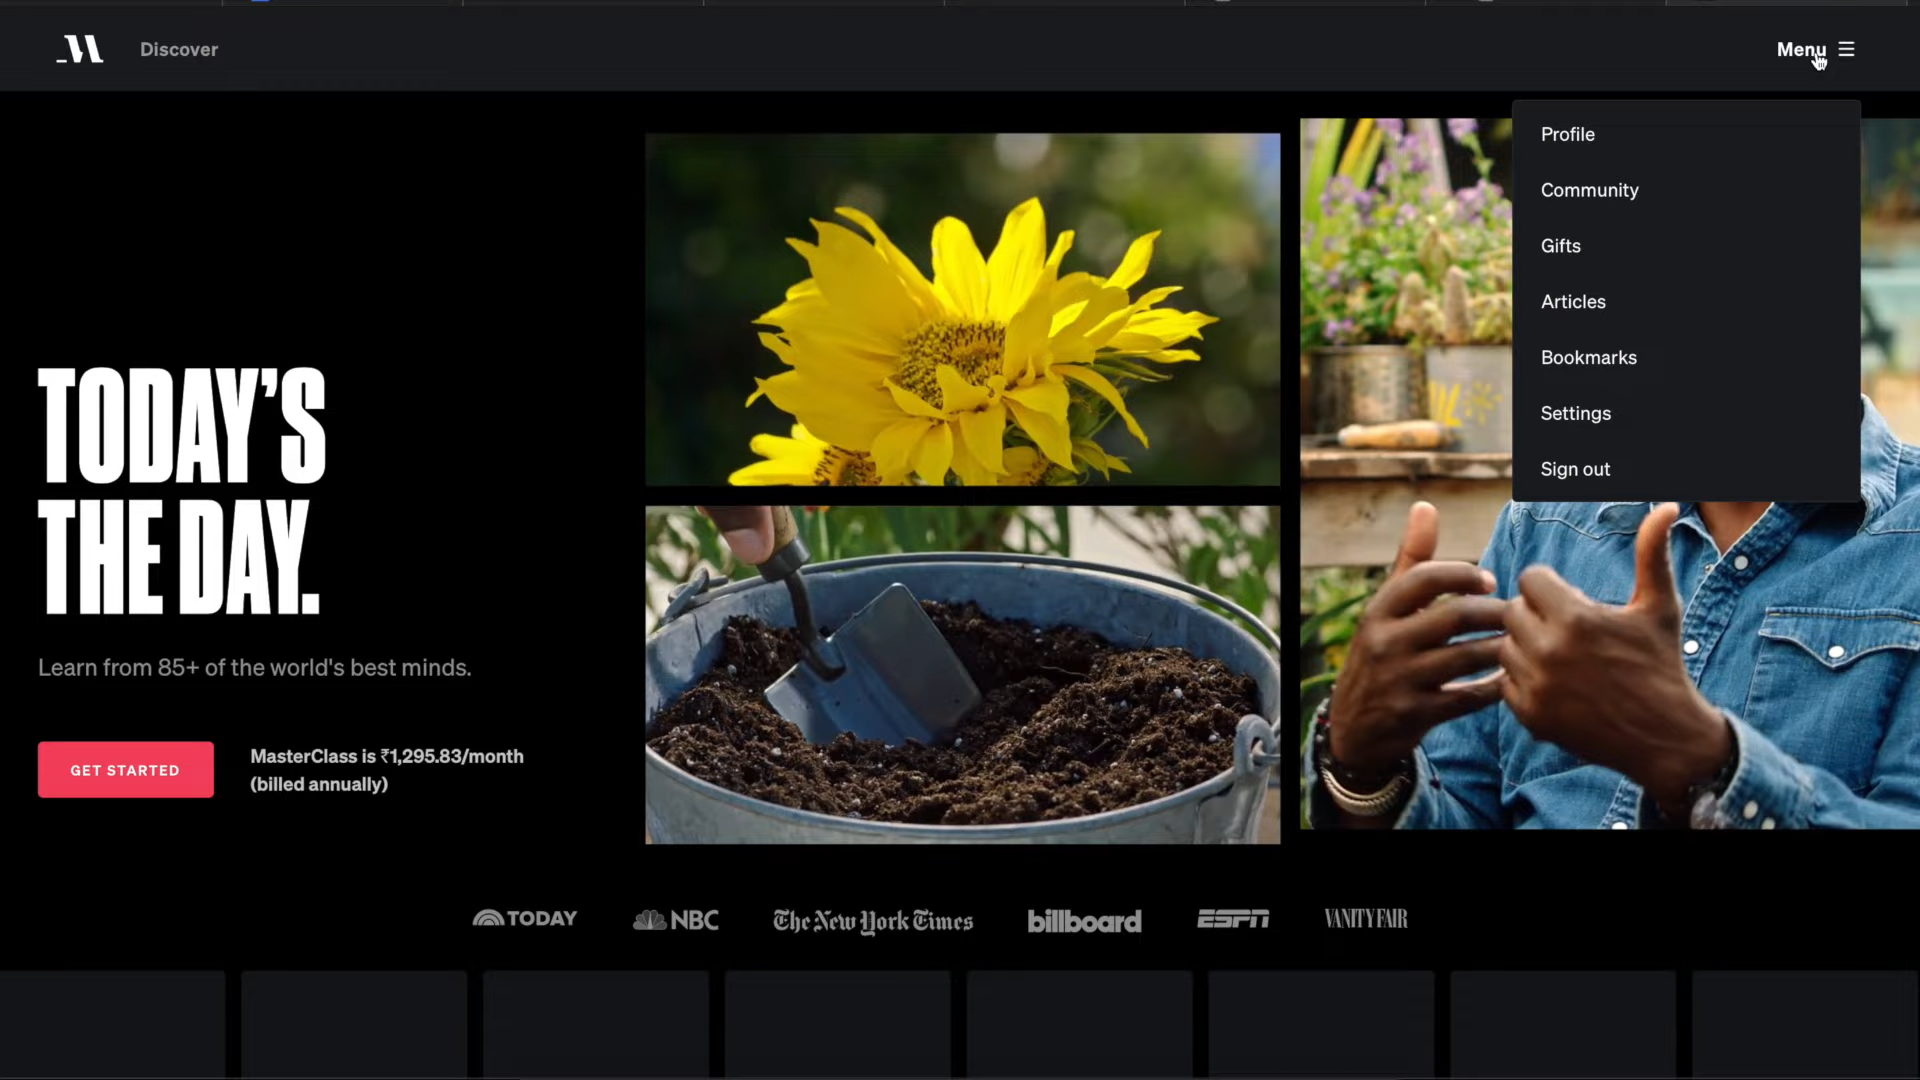 Discover
Menu
Profile
Community
Gifts
Articles
Bookmarks
Settings
Sign out
TODAY'S
THE DAY.
Learn from 85+ of the world's best minds.
GET STARTED
MasterClass is ₹1,295.83/month
(billed annually)
TODAY
NBC
The New York Times
billboard
ESPN
VANITY FAIR